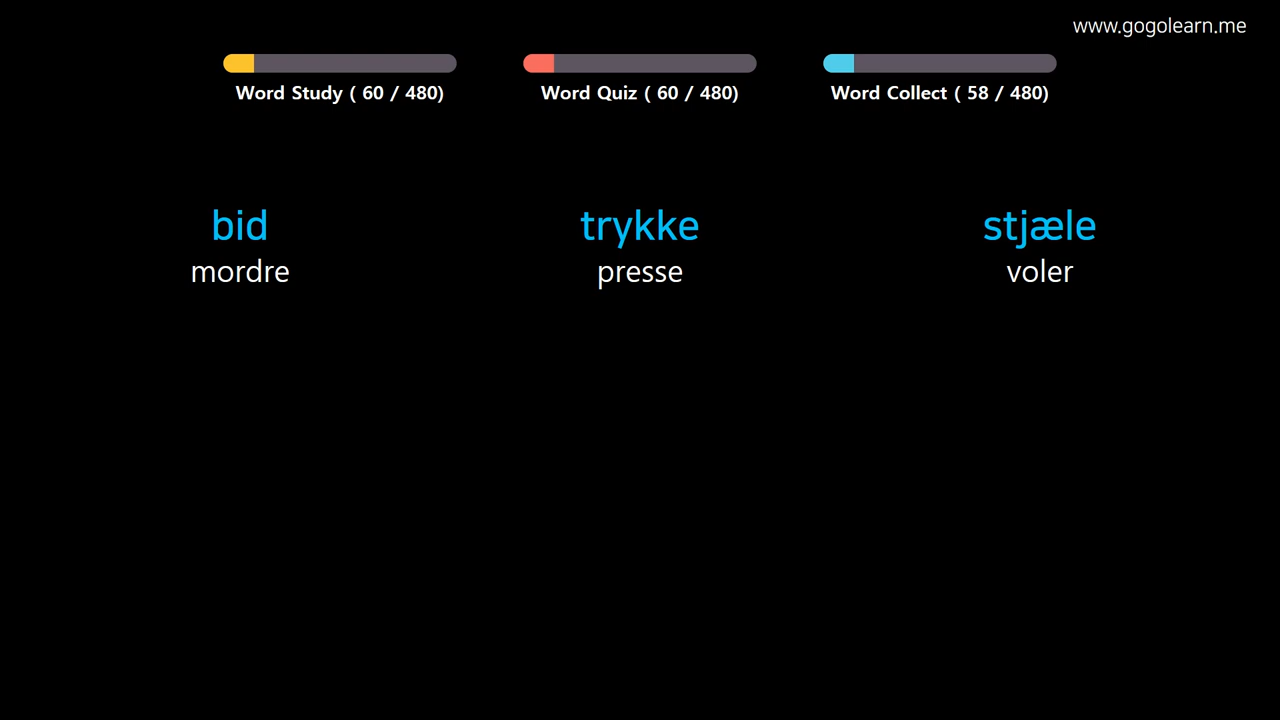 www.gogolearn.me
Word Study ( 60 / 480)
Word Quiz ( 60 / 480)
Word Collect ( 58 / 480)
bid
trykke
stjæle
mordre
presse
voler